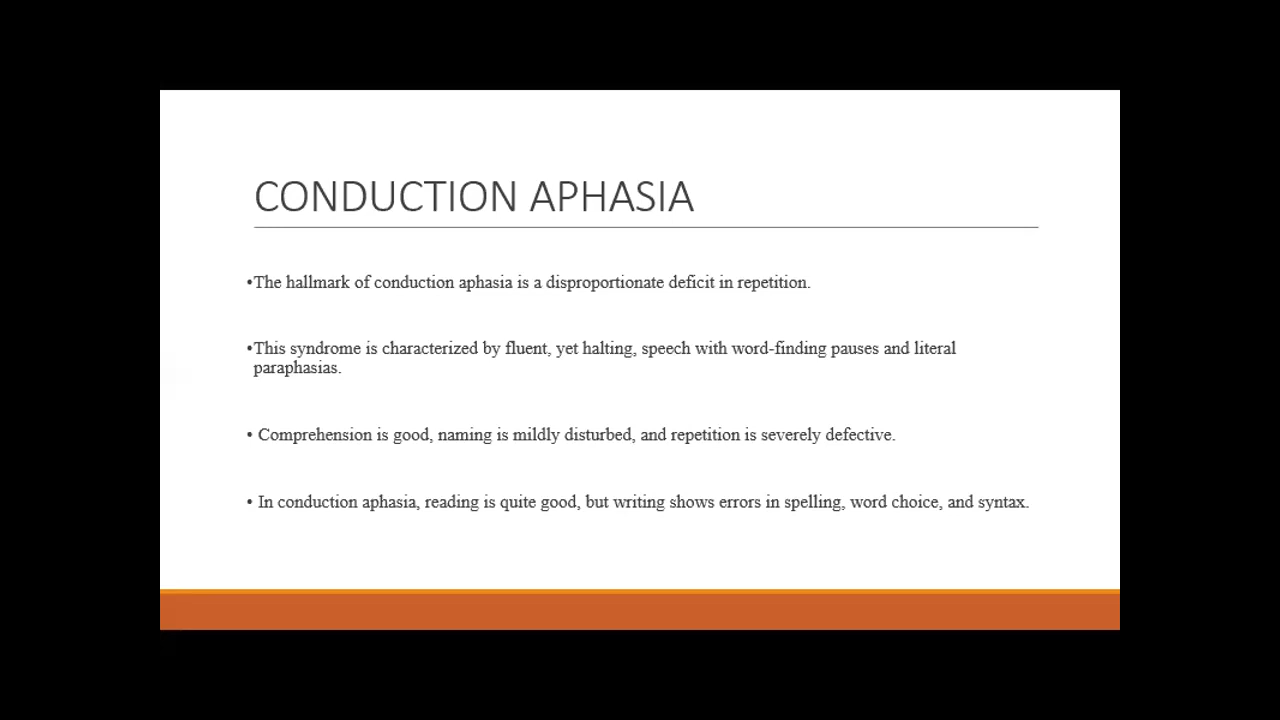 CONDUCTION APHASIA
•The hallmark of conduction aphasia is a disproportionate deficit in repetition.
•This syndrome is characterized by fluent, yet halting, speech with word-finding pauses and literal
paraphasias.
• Comprehension is good, naming is mildly disturbed, and repetition is severely defective.
• In conduction aphasia, reading is quite good, but writing shows errors in spelling, word choice, and syntax.